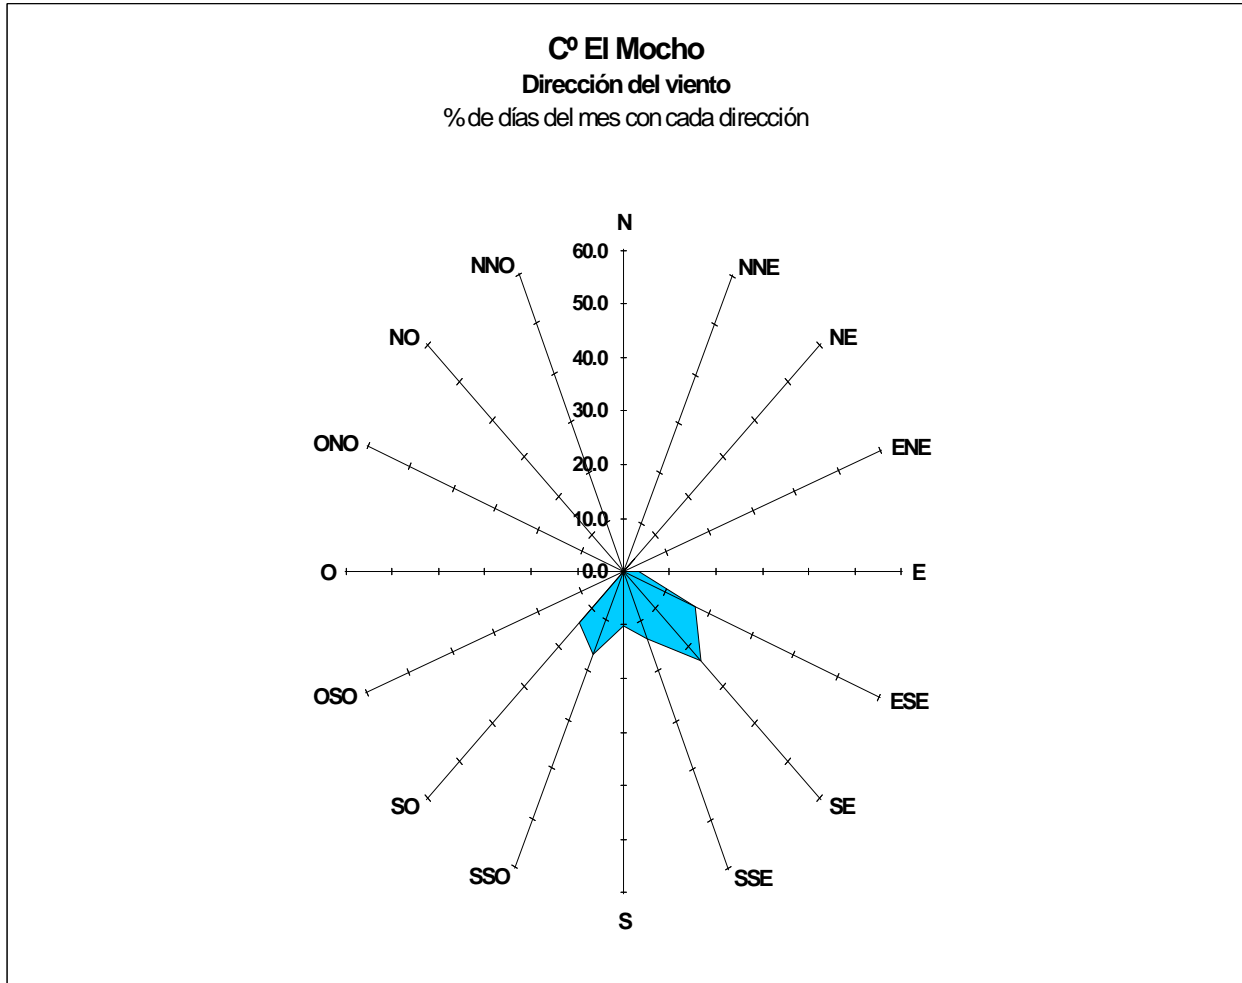 Cº El Mocho
Dirección del viento
% de días del mes con cada dirección
N
60.0
NNO
NNE
50.0
NO
NE
40.0
30.0
ONO
ENE
20.0
10.0
O
0.0
E
OSO
ESE
SO
SE
SSO
SSE
S